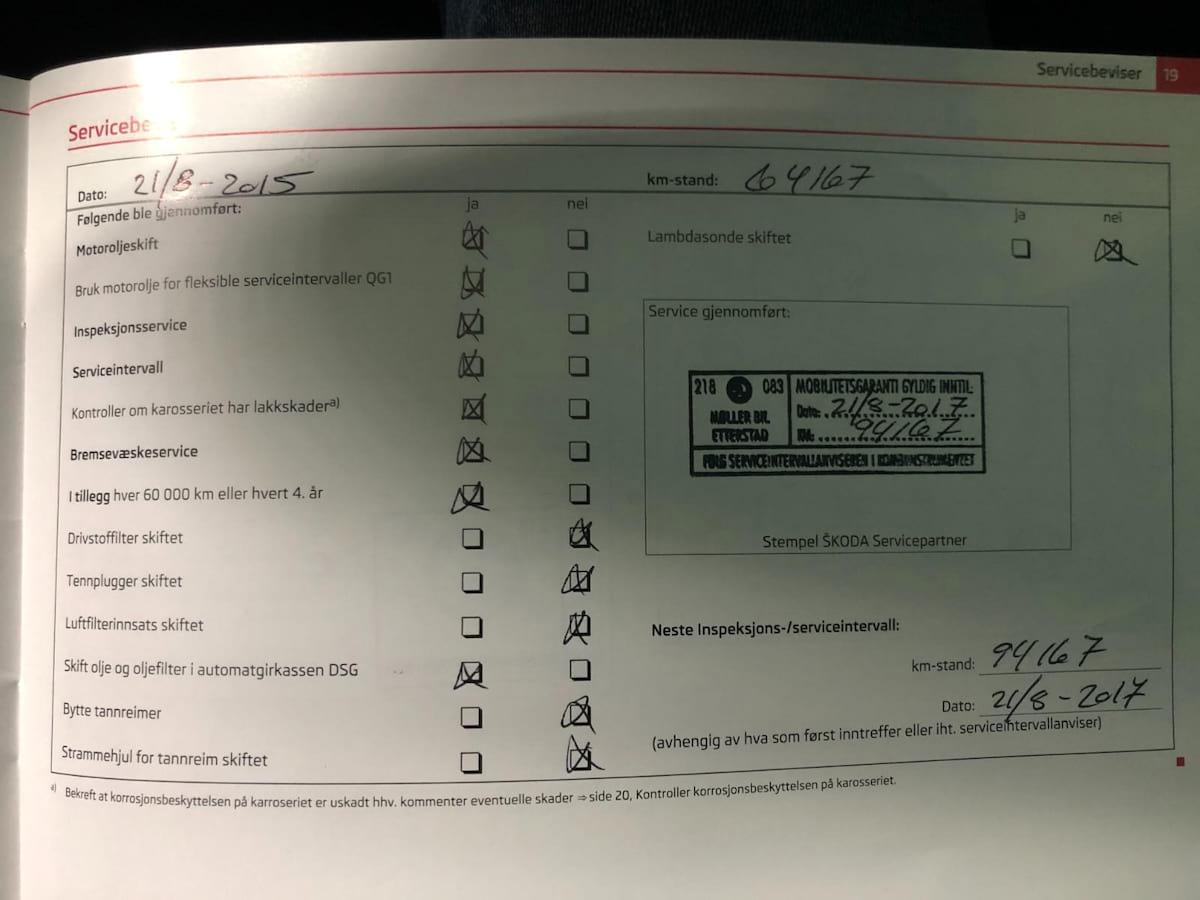 Servicebeviser 19
Servicebe
Dato: 21/8-2015
km-stand: 64167
Følgende ble gjennomført:
ja nei
Motoroljeskift
Bruk motorolje for fleksible serviceintervaller QG1
Inspeksjonsservice
Serviceintervall
Kontroller om karosseriet har lakkskader a)
Bremsevæskeservice
I tillegg hver 60 000 km eller hvert 4. år
Drivstoffilter skiftet
Tennplugger skiftet
Luftfilterinnsats skiftet
Skift olje og oljefilter i automatgirkassen DSG
Bytte tannreimer
Strammehjul for tannreim skiftet
ja nei
Lambdasonde skiftet
Service gjennomført:
218 083
MØLLER BIL
ETTERSTAD
MOBILITETSGARANTI GYLDIG INNTIL:
Dato: 21/8-2017
KM: 94167
FØLG SERVICEINTERVALLANVISEREN I KOMBIINSTRUMENTET
Stempel ŠKODA Servicepartner
Neste Inspeksjons-/serviceintervall:
km-stand: 94167
Dato: 21/8-2017
(avhengig av hva som først inntreffer eller iht. serviceintervallanviser)
a) Bekreft at korrosjonsbeskyttelsen på karroseriet er uskadt hhv. kommenter eventuelle skader ⇒ side 20, Kontroller korrosjonsbeskyttelsen på karosseriet.